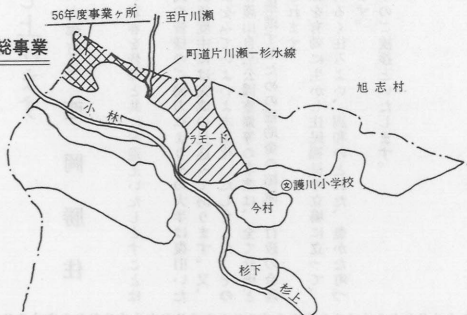 56年度事業ヶ所
至片川瀬
総事業
町道片川瀬ー杉水線
旭志村
小林
ラモード
文護川小学校
今村
杉下
杉上